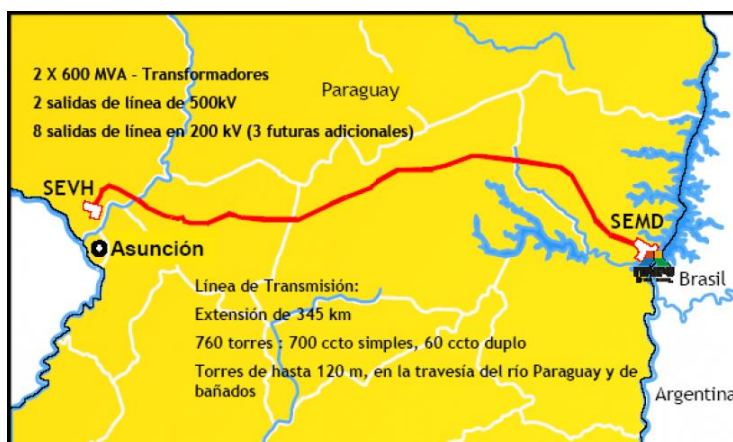 2 X 600 MVA - Transformadores
2 salidas de línea de 500kV
8 salidas de línea en 200 kV (3 futuras adicionales)
Paraguay
SEVH
Asunción
SEMD
Brasil
Línea de Transmisión:
Extensión de 345 km
760 torres : 700 ccto simples, 60 ccto duplo
Torres de hasta 120 m, en la travesía del río Paraguay y de
bañados
Argentina